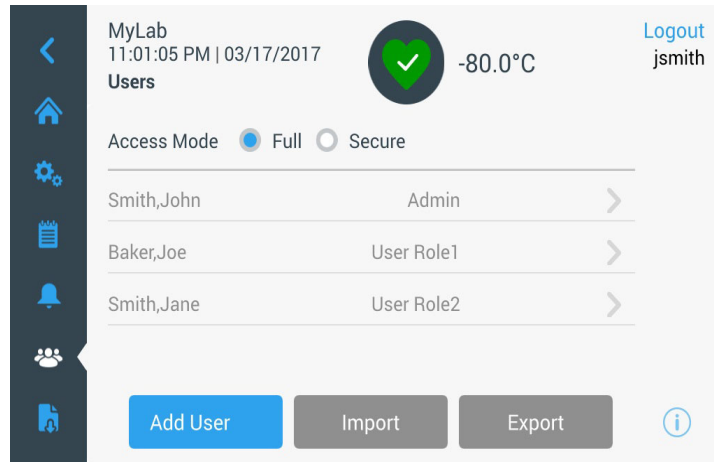 MyLab
11:01:05 PM | 03/17/2017
Users
-80.0°C
Logout
jsmith
Access Mode Full Secure
Smith,John Admin
Baker,Joe User Role1
Smith,Jane User Role2
Add User Import Export
i